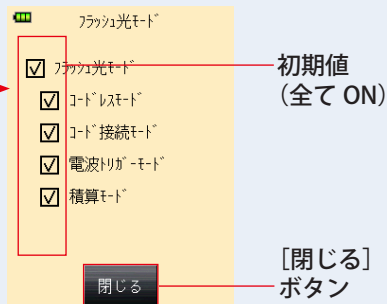 ﾌﾗｯｼｭ光ﾓｰﾄﾞ
ﾌﾗｯｼｭ光ﾓｰﾄﾞ
ｺｰﾄﾞﾚｽﾓｰﾄﾞ
ｺｰﾄﾞ接続ﾓｰﾄﾞ
電波ﾄﾘｶﾞｰﾓｰﾄﾞ
積算ﾓｰﾄﾞ
閉じる
初期値
（全て ON）
［閉じる］
ボタン